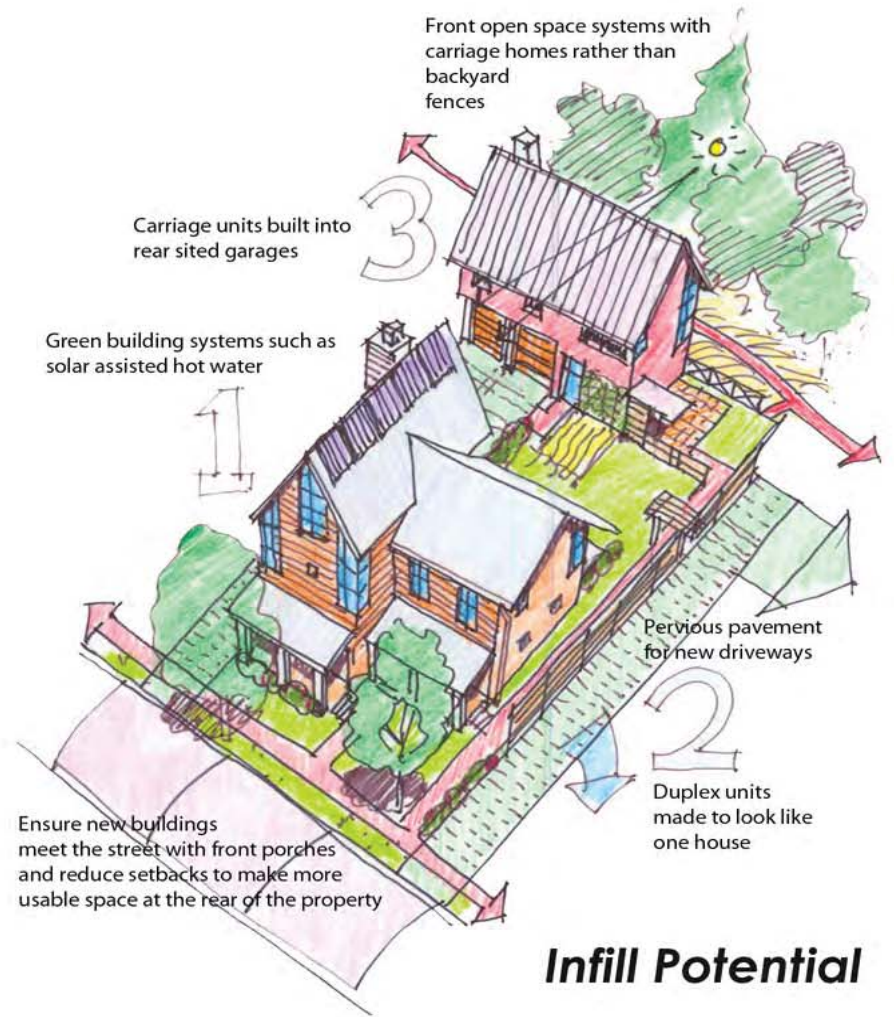 Front open space systems with
carriage homes rather than
backyard
fences
3
Carriage units built into
rear sited garages
Green building systems such as
solar assisted hot water
1
Pervious pavement
for new driveways
2
Duplex units
made to look like
one house
Ensure new buildings
meet the street with front porches
and reduce setbacks to make more
usable space at the rear of the property
Infill Potential